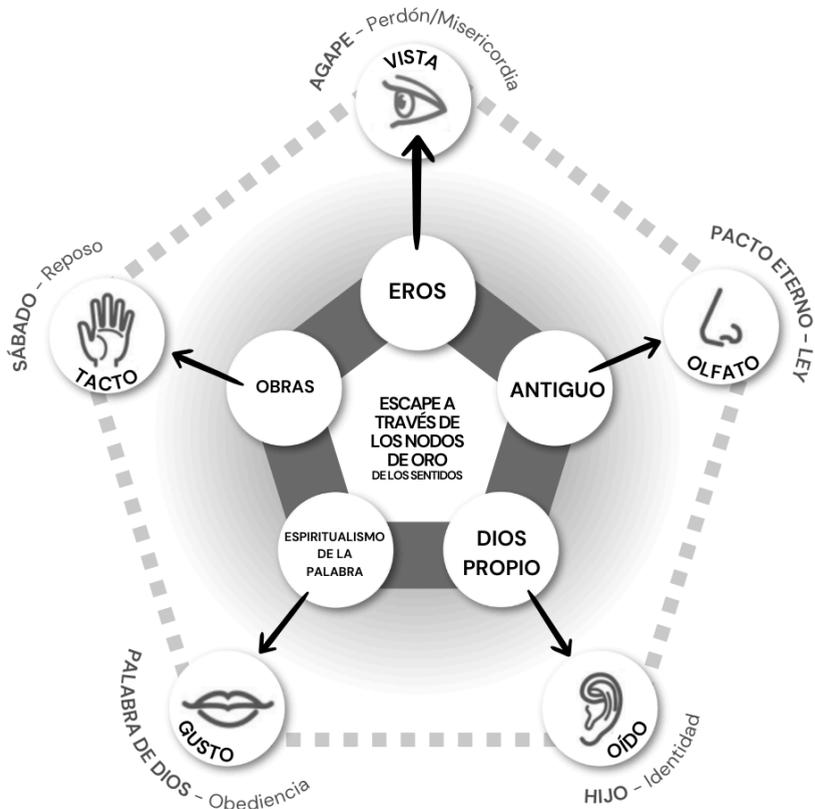 AGAPE – Perdón/Misericordia
VISTA
EROS
SÁBADO – Reposo
TACTO
OBRAS
PACTO ETERNO – LEY
OLFATO
ANTIGUO
ESCAPE A
TRAVÉS DE
LOS NODOS
DE ORO
DE LOS SENTIDOS
ESPIRITUALISMO
DE LA
PALABRA
DIOS
PROPIO
PALABRA DE DIOS – Obediencia
GUSTO
OÍDO
HIJO – Identidad